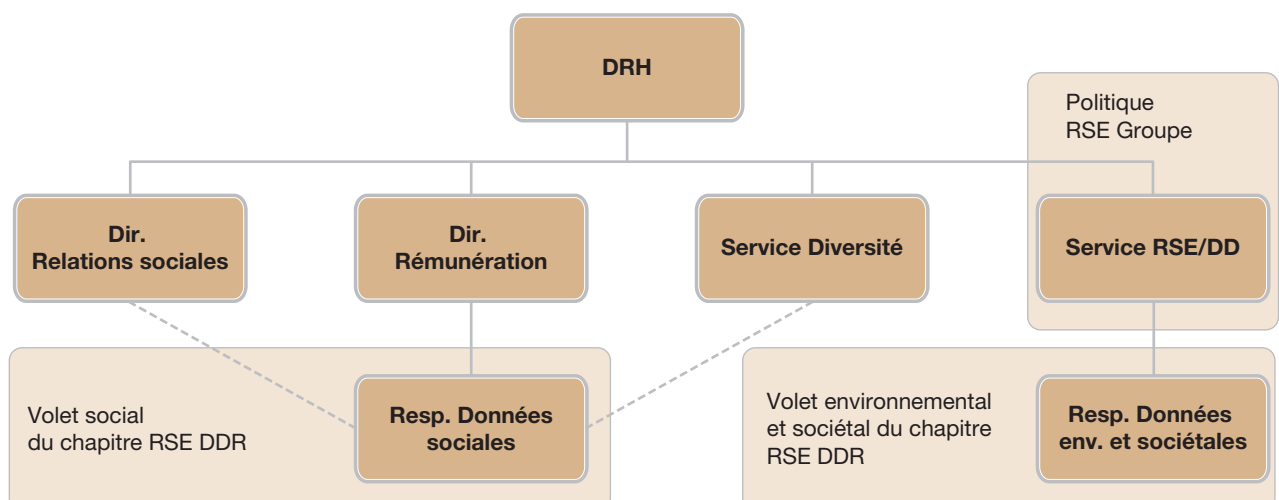 DRH
Politique
RSE Groupe
Dir.
Relations sociales
Dir.
Rémunération
Service Diversité
Service RSE/DD
Volet social
du chapitre RSE DDR
Resp. Données
sociales
Volet environnemental
et sociétal du chapitre
RSE DDR
Resp. Données
env. et sociétales